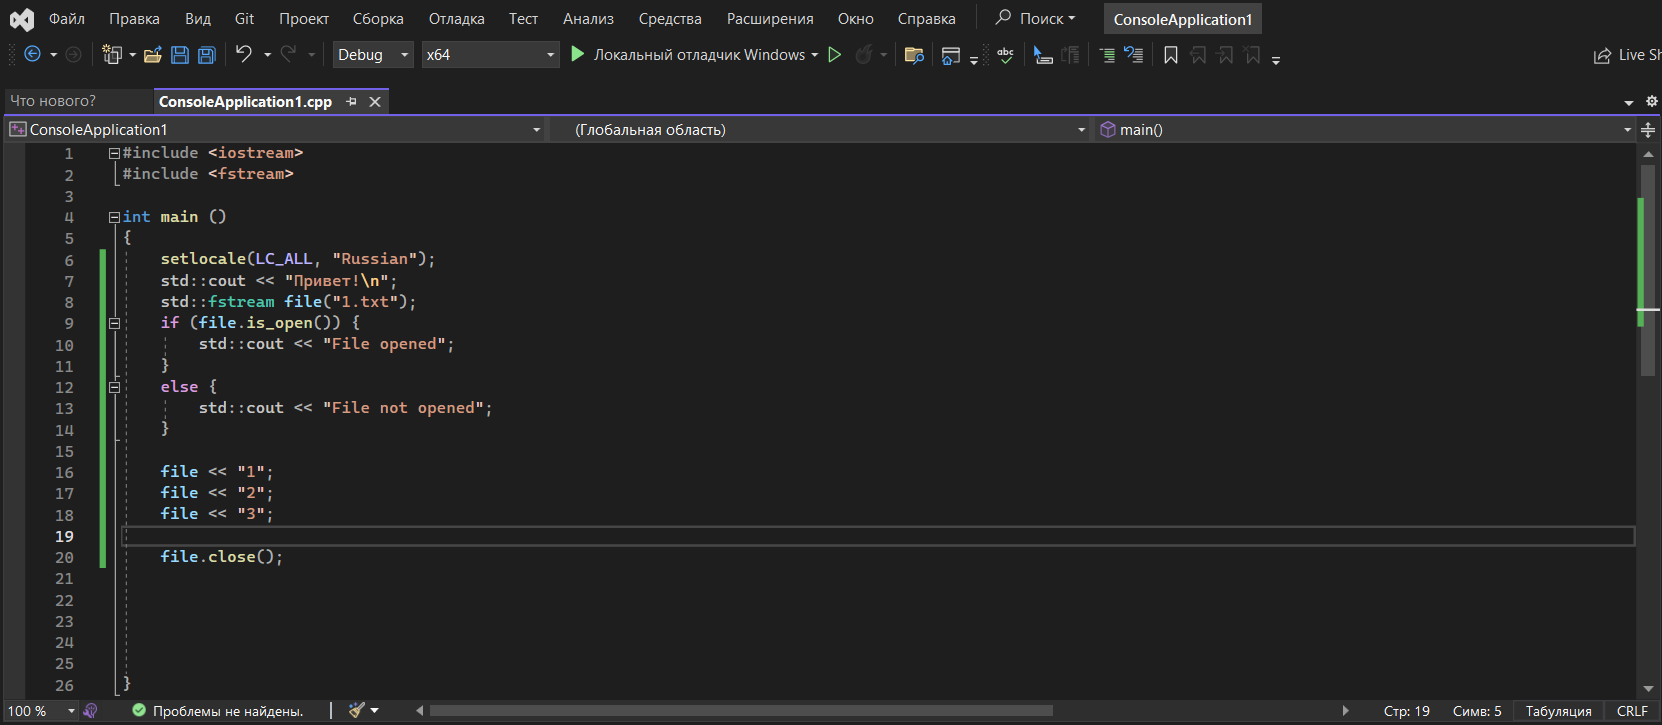 Файл Правка Вид Git Проект Сборка Отладка Тест Анализ Средства Расширения Окно Справка Поиск ConsoleApplication1
Debug x64 Локальный отладчик Windows abc Live Sh
Что нового? ConsoleApplication1.cpp
ConsoleApplication1 (Глобальная область) main()
1 #include <iostream>
2 #include <fstream>
3
4 int main ()
5 {
6 setlocale(LC_ALL, "Russian");
7 std::cout << "Привет!\n";
8 std::fstream file("1.txt");
9 if (file.is_open()) {
10 std::cout << "File opened";
11 }
12 else {
13 std::cout << "File not opened";
14 }
15
16 file << "1";
17 file << "2";
18 file << "3";
19
20 file.close();
21
22
23
24
25
26 }
100 % Проблемы не найдены. Стр: 19 Симв: 5 Табуляция CRLF